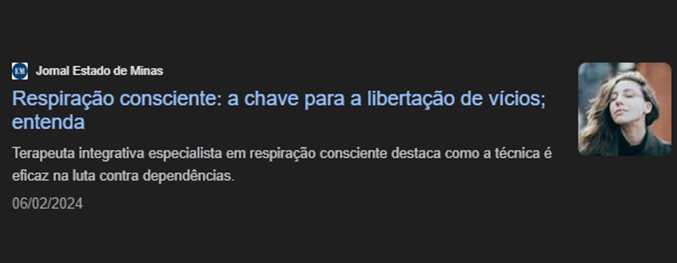 EM Jornal Estado de Minas
Respiração consciente: a chave para a libertação de vícios;
entenda
Terapeuta integrativa especialista em respiração consciente destaca como a técnica é
eficaz na luta contra dependências.
06/02/2024